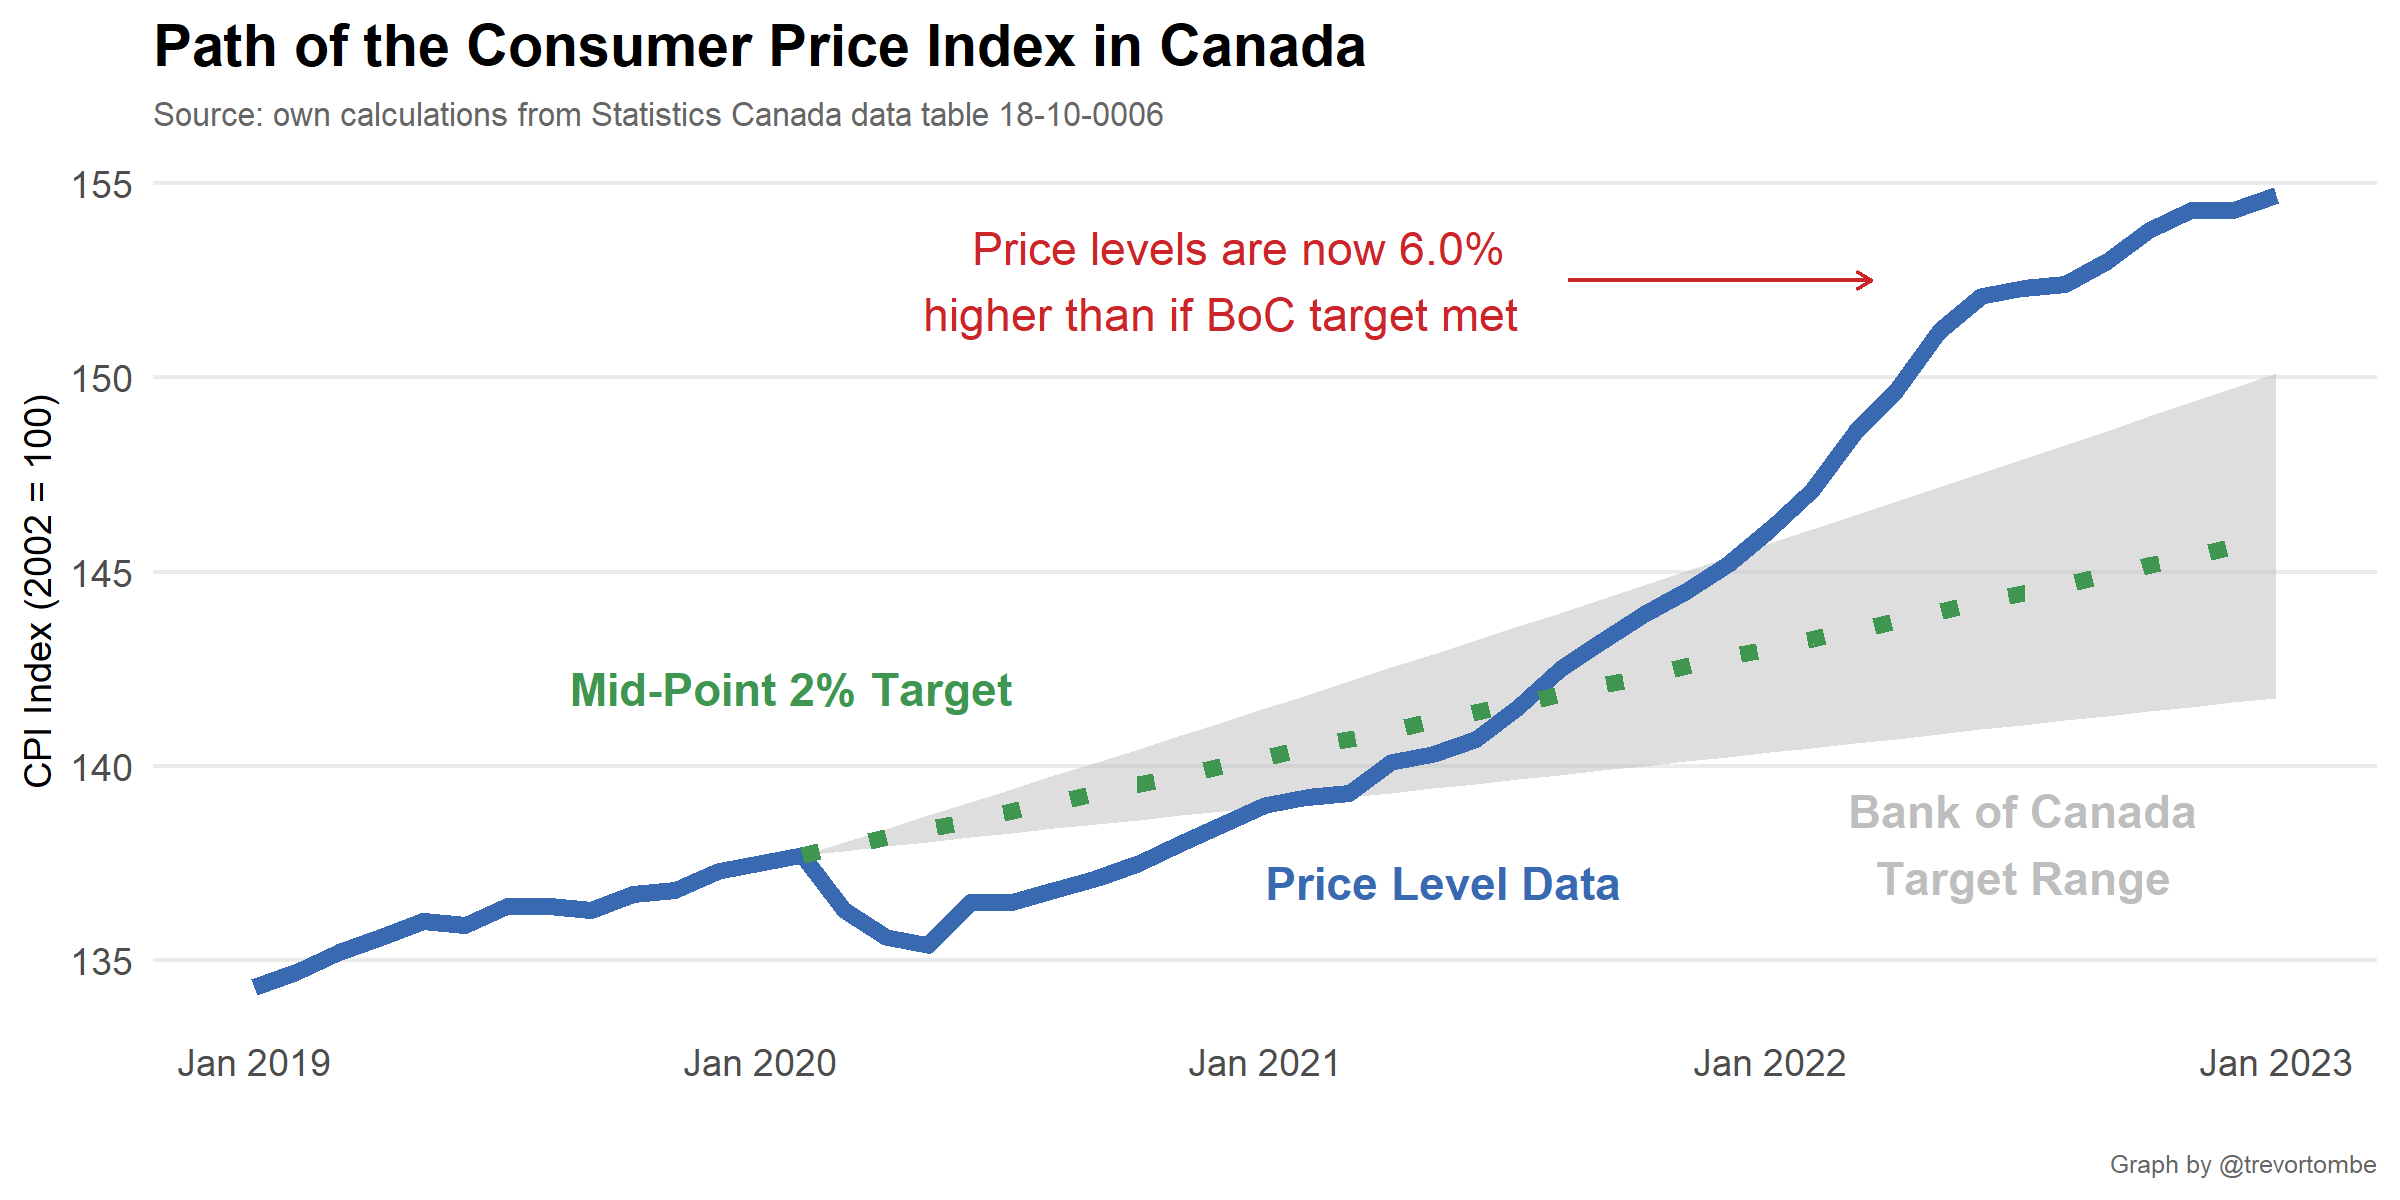 Path of the Consumer Price Index in Canada
Source: own calculations from Statistics Canada data table 18-10-0006
CPI Index (2002 = 100)
155
150
145
140
135
Price levels are now 6.0%
higher than if BoC target met
Mid-Point 2% Target
Price Level Data
Bank of Canada
Target Range
Jan 2019
Jan 2020
Jan 2021
Jan 2022
Jan 2023
Graph by @trevortombe